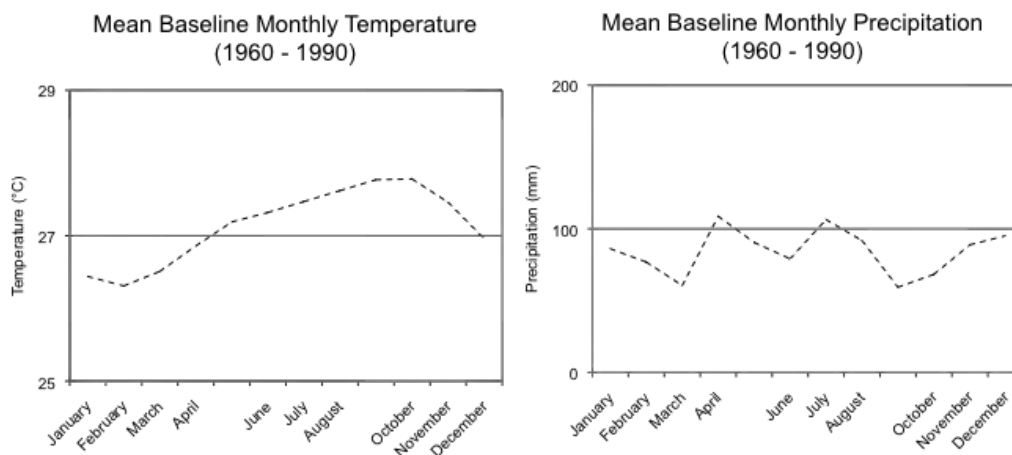 Mean Baseline Monthly Temperature
(1960 - 1990)
29
27
25
Temperature (°C)
January
February
March
April
June
July
August
October
November
December
Mean Baseline Monthly Precipitation
(1960 - 1990)
200
100
0
Precipitation (mm)
January
February
March
April
June
July
August
October
November
December